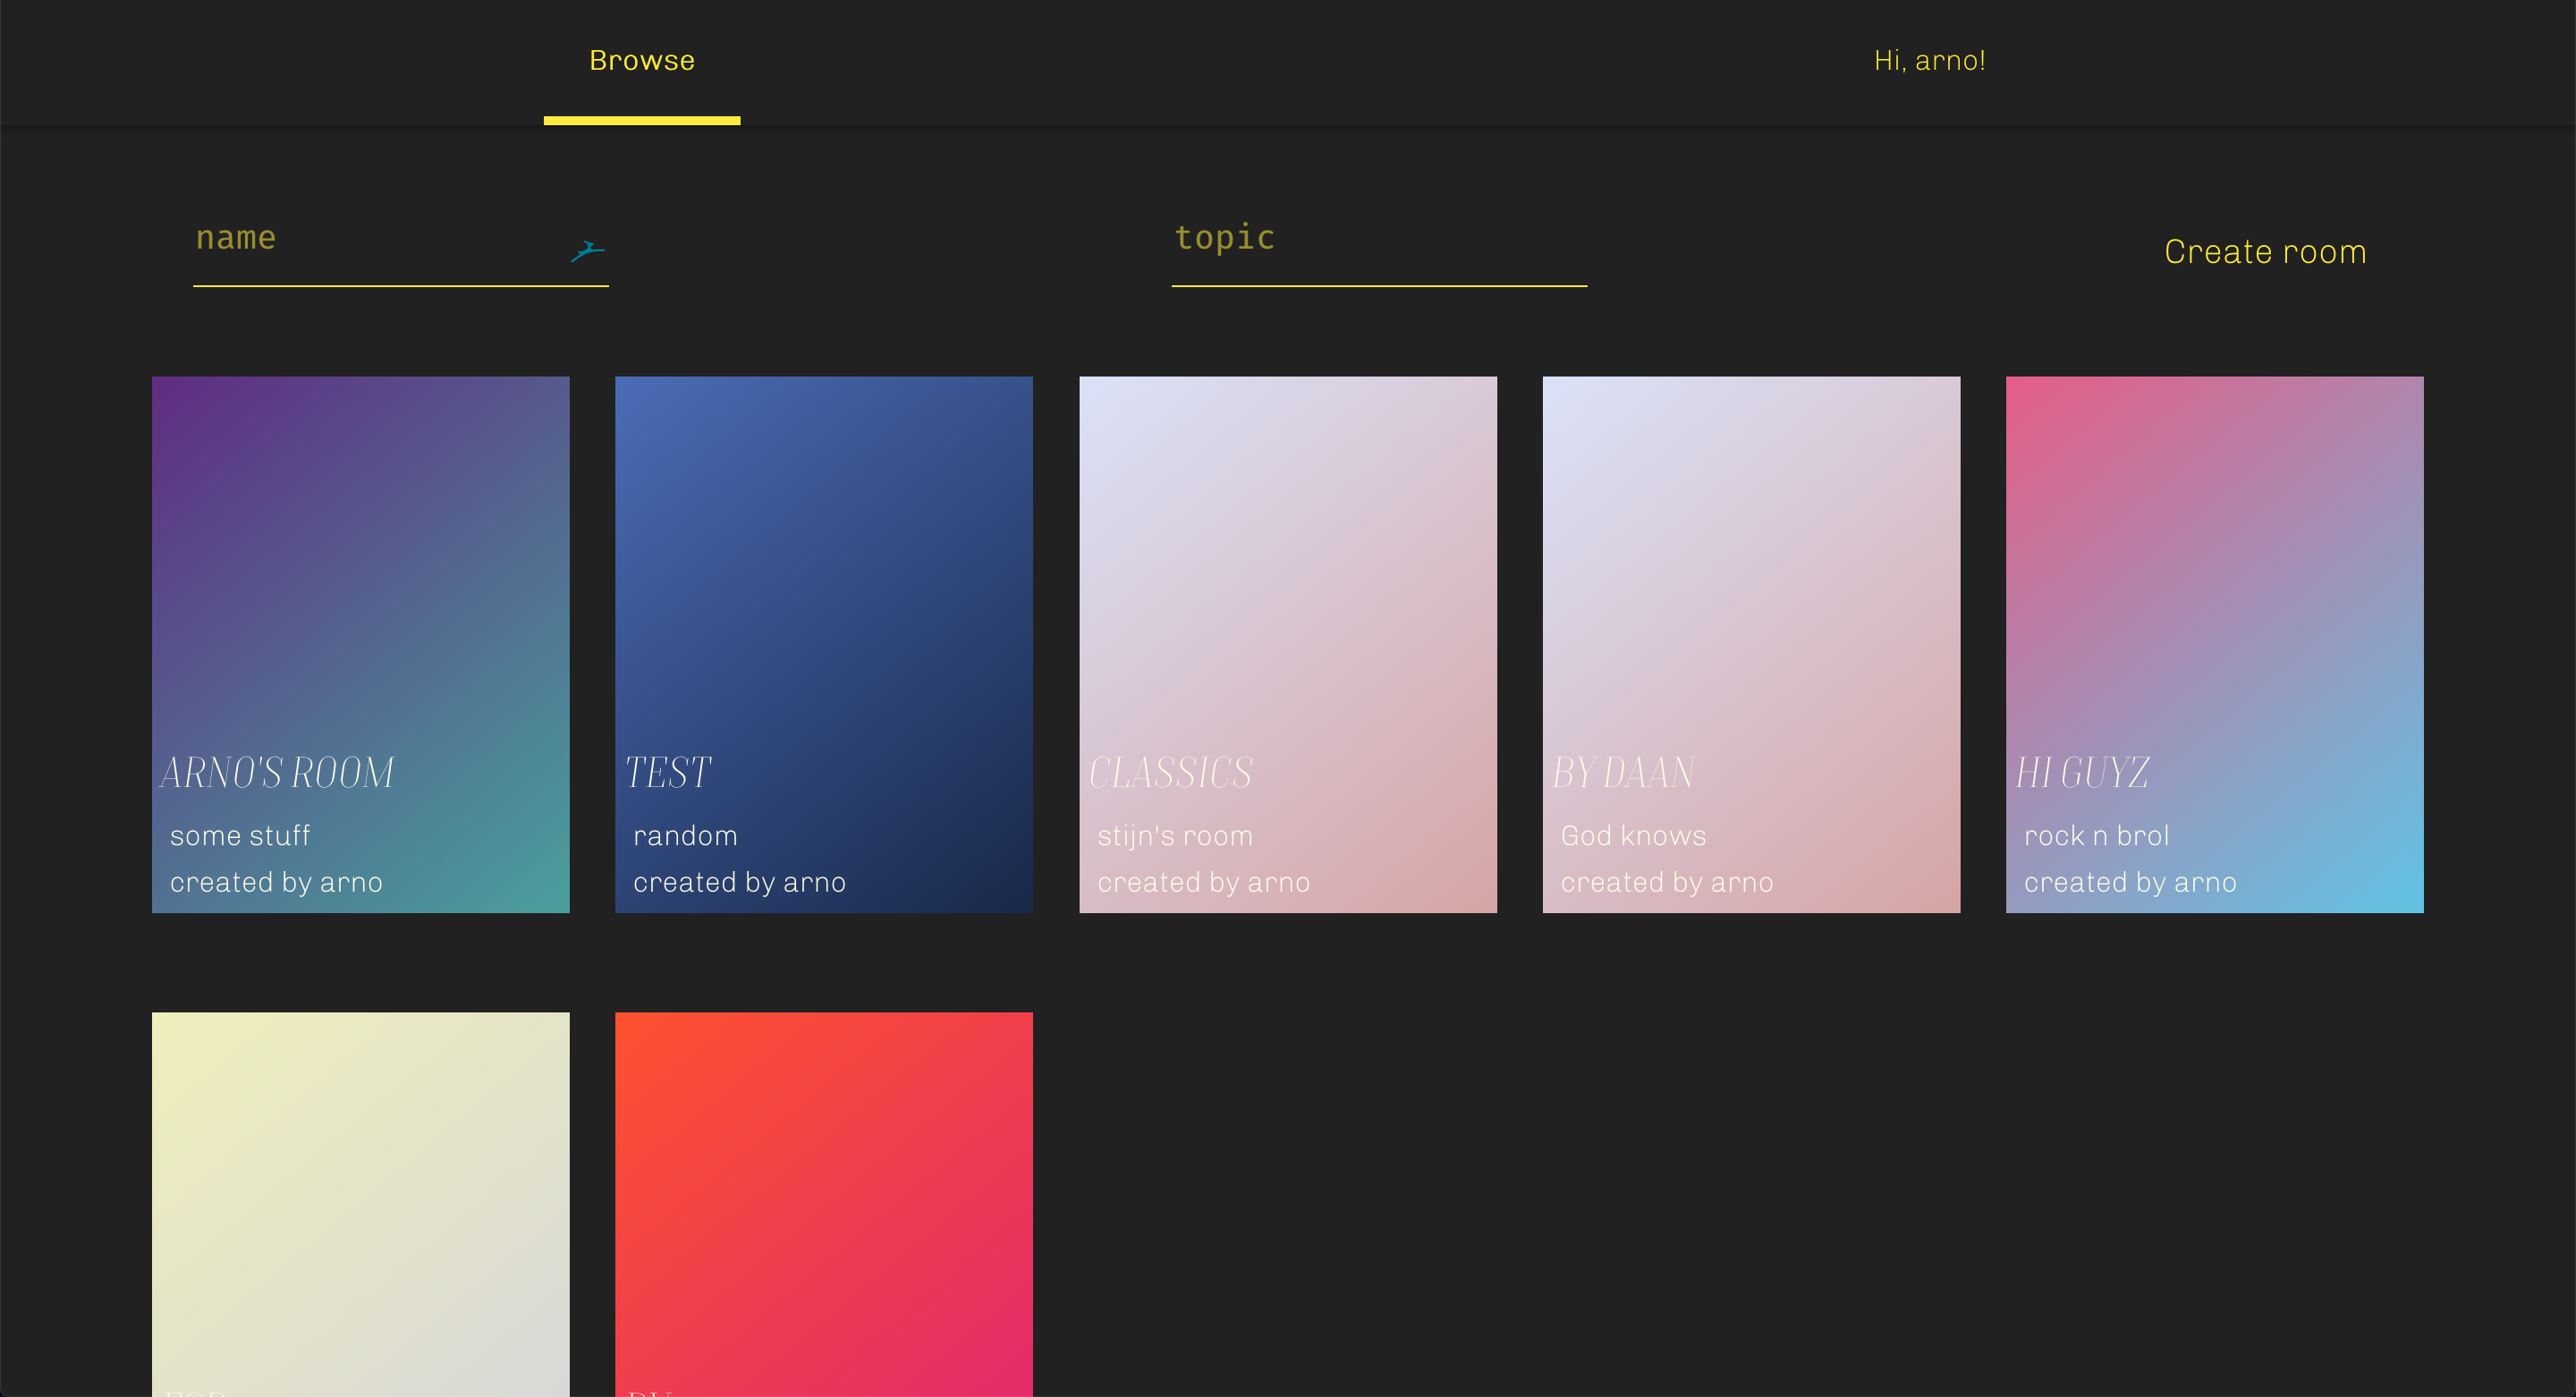 Browse
Hi, arno!
name
topic
Create room
ARNO'S ROOM
some stuff
created by arno
TEST
random
created by arno
CLASSICS
stijn's room
created by arno
BY DAAN
God knows
created by arno
HI GUYZ
rock n brol
created by arno